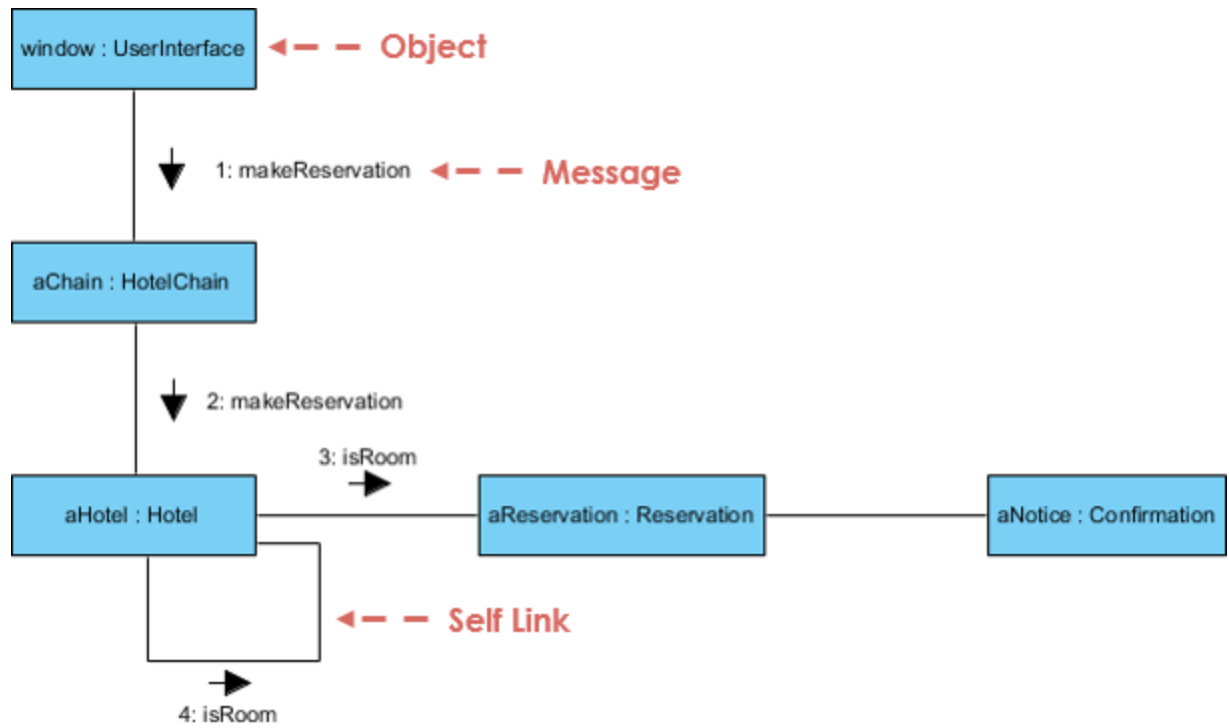 window : UserInterface
Object
1: makeReservation
Message
aChain : HotelChain
2: makeReservation
3: isRoom
aHotel : Hotel
aReservation : Reservation
aNotice : Confirmation
Self Link
4: isRoom